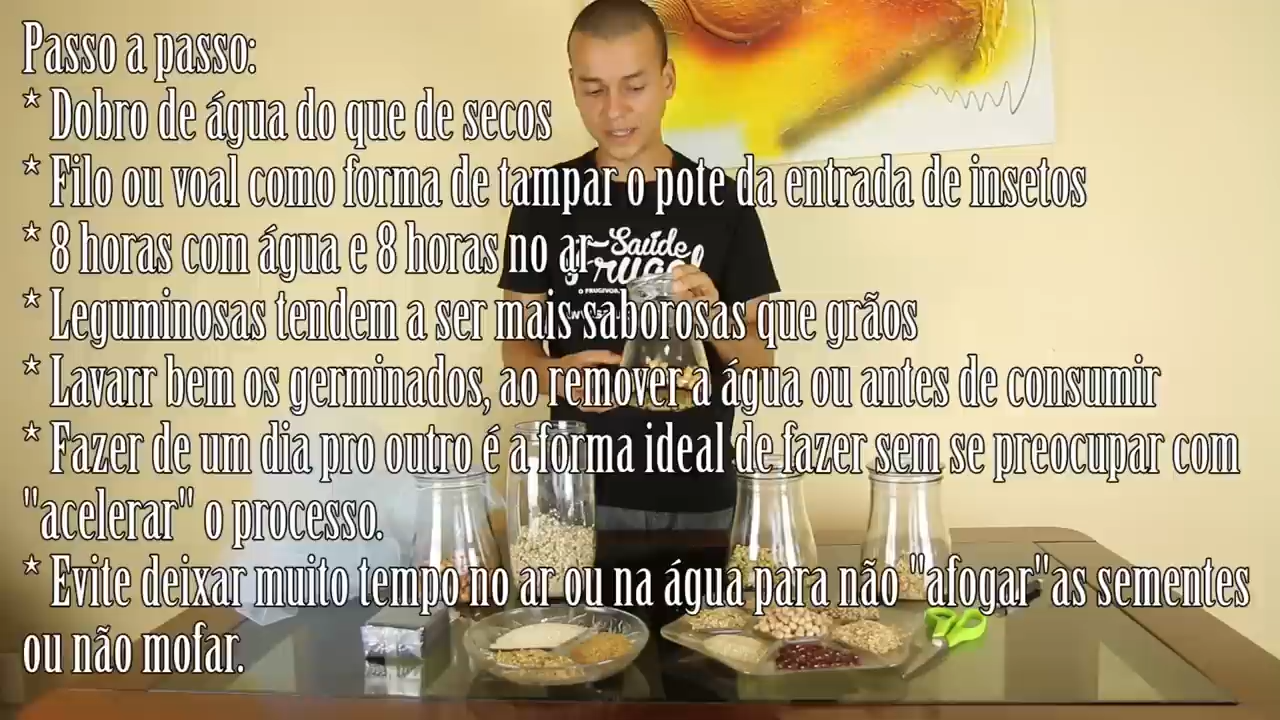 Passo a passo:
* Dobro de água do que de secos
* Filo ou voal como forma de tampar o pote da entrada de insetos
* 8 horas com água e 8 horas no ar
* Leguminosas tendem a ser mais saborosas que grãos
* Lavarr bem os germinados, ao remover a água ou antes de consumir
* Fazer de um dia pro outro é a forma ideal de fazer sem se preocupar com
"acelerar" o processo.
* Evite deixar muito tempo no ar ou na água para não "afogar"as sementes
ou não mofar.
Saúde
Frugal